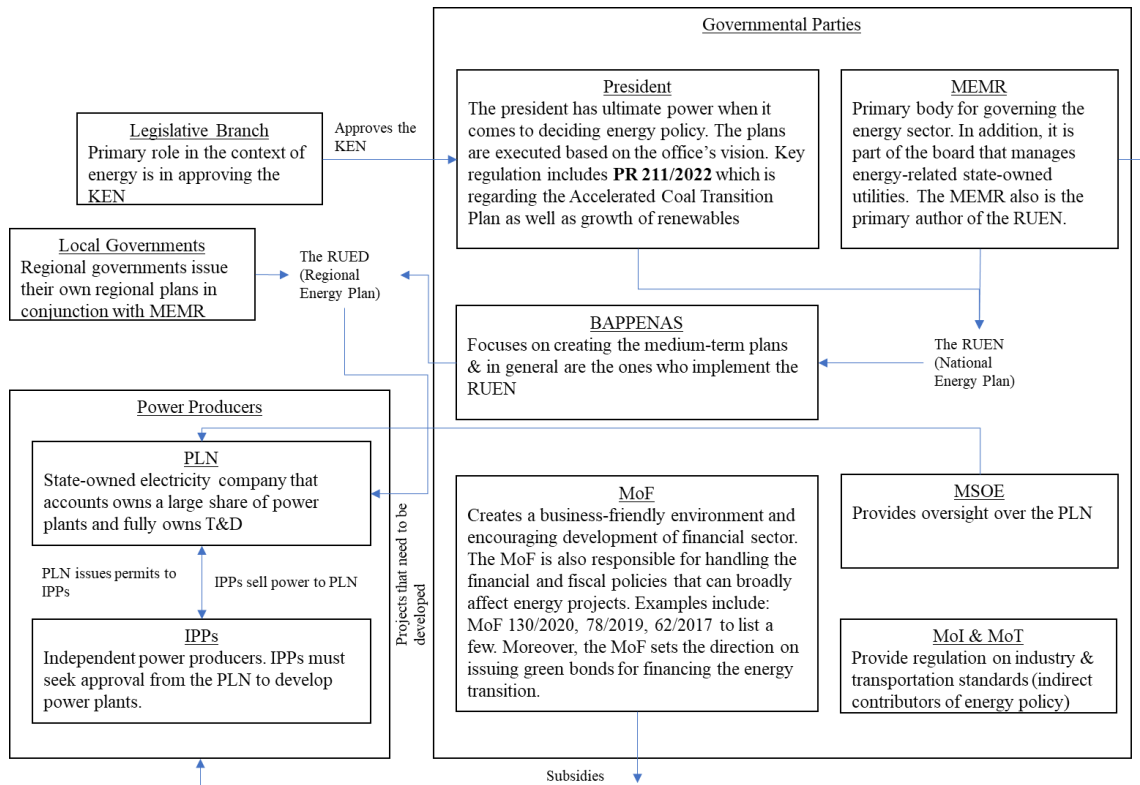 Governmental Parties
President
The president has ultimate power when it
comes to deciding energy policy. The plans
are executed based on the office's vision. Key
regulation includes PR 211/2022 which is
regarding the Accelerated Coal Transition
Plan as well as growth of renewables
MEMR
Primary body for governing the
energy sector. In addition, it is
part of the board that manages
energy-related state-owned
utilities. The MEMR also is the
primary author of the RUEN.
Legislative Branch
Primary role in the context of
energy is in approving the
KEN
Approves the
KEN
Local Governments
Regional governments issue
their own regional plans in
conjunction with MEMR
The RUED
(Regional
Energy Plan)
BAPPENAS
Focuses on creating the medium-term plans
& in general are the ones who implement the
RUEN
The RUEN
(National
Energy Plan)
Power Producers
PLN
State-owned electricity company that
accounts owns a large share of power
plants and fully owns T&D
PLN issues permits to
IPPs
IPPs sell power to PLN
IPPs
Independent power producers. IPPs must
seek approval from the PLN to develop
power plants.
Projects that need to be
developed
MoF
Creates a business-friendly environment and
encouraging development of financial sector.
The MoF is also responsible for handling the
financial and fiscal policies that can broadly
affect energy projects. Examples include:
MoF 130/2020, 78/2019, 62/2017 to list a
few. Moreover, the MoF sets the direction on
issuing green bonds for financing the energy
transition.
MSOE
Provides oversight over the PLN
MoI & MoT
Provide regulation on industry &
transportation standards (indirect
contributors of energy policy)
Subsidies